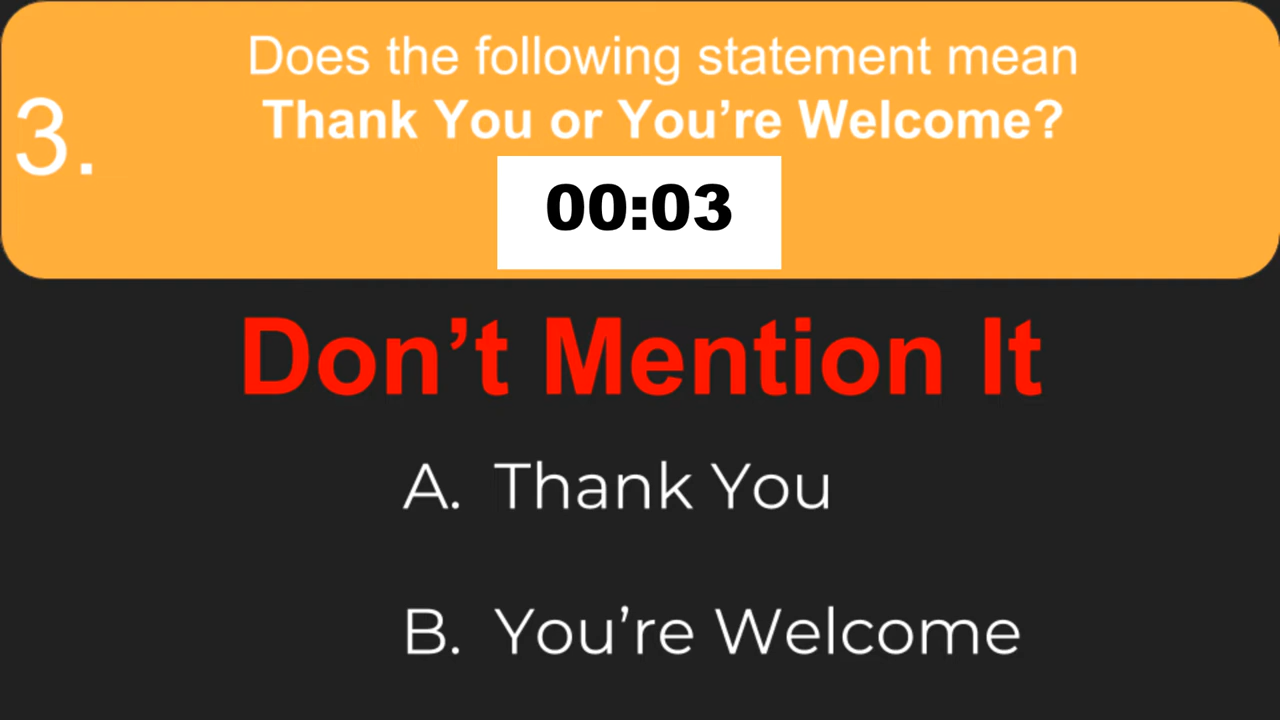 Does the following statement mean
Thank You or You’re Welcome?
3.
00:03
Don’t Mention It
A. Thank You
B. You’re Welcome